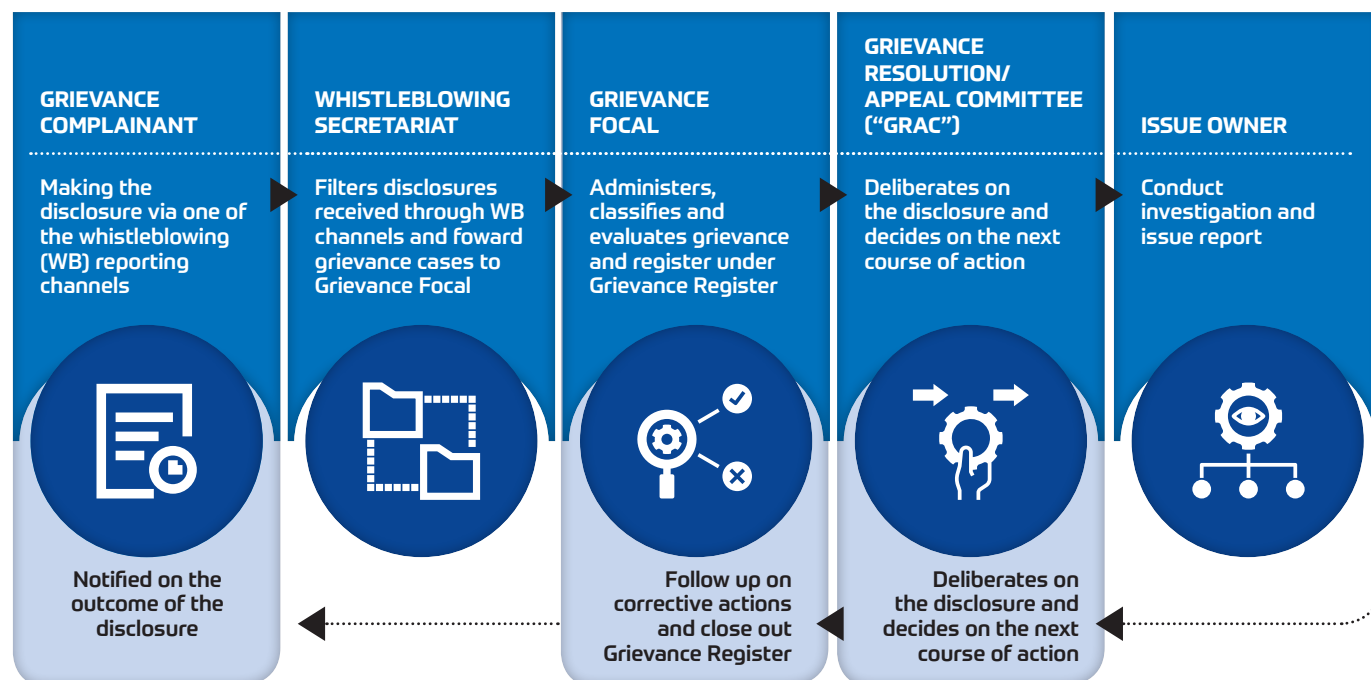 GRIEVANCE
COMPLAINANT
Making the
disclosure via one of
the whistleblowing
(WB) reporting
channels
WHISTLEBLOWING
SECRETARIAT
Filters disclosures
received through WB
channels and foward
grievance cases to
Grievance Focal
GRIEVANCE
FOCAL
Administers,
classifies and
evaluates grievance
and register under
Grievance Register
GRIEVANCE
RESOLUTION/
APPEAL COMMITTEE
(“GRAC”)
Deliberates on
the disclosure and
decides on the next
course of action
ISSUE OWNER
Conduct
investigation and
issue report
Notified on the
outcome of the
disclosure
Follow up on
corrective actions
and close out
Grievance Register
Deliberates on
the disclosure and
decides on the next
course of action